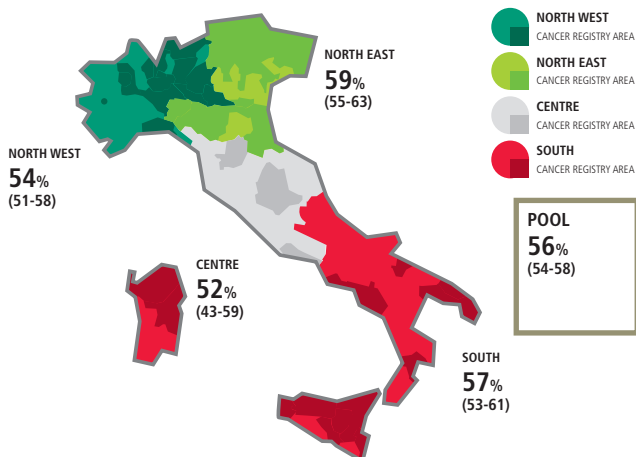 NORTH WEST
CANCER REGISTRY AREA
NORTH EAST
CANCER REGISTRY AREA
CENTRE
CANCER REGISTRY AREA
SOUTH
CANCER REGISTRY AREA
NORTH EAST
59%
(55-63)
NORTH WEST
54%
(51-58)
POOL
56%
(54-58)
CENTRE
52%
(43-59)
SOUTH
57%
(53-61)